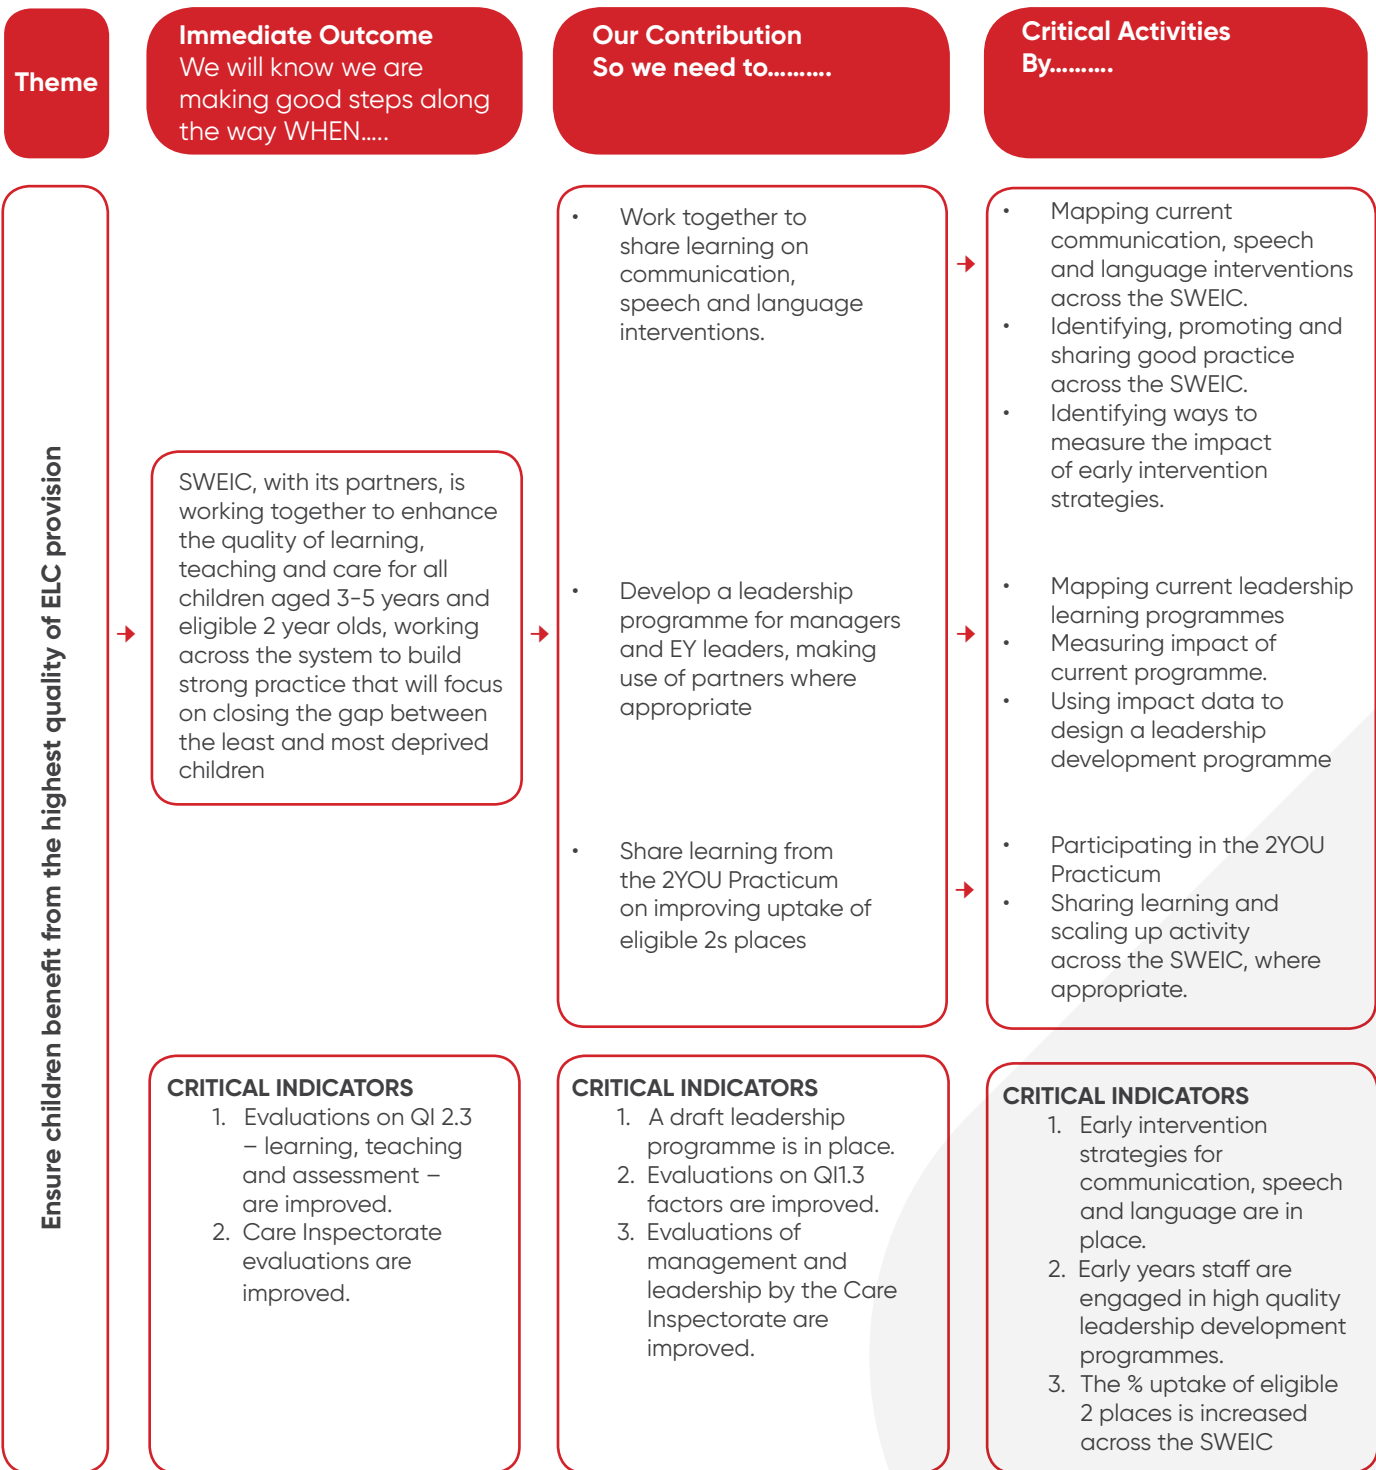 Theme
Immediate Outcome
We will know we are
making good steps along
the way WHEN…..
Our Contribution
So we need to……….
Critical Activities
By……….
Ensure children benefit from the highest quality of ELC provision
SWEIC, with its partners, is
working together to enhance
the quality of learning,
teaching and care for all
children aged 3-5 years and
eligible 2 year olds, working
across the system to build
strong practice that will focus
on closing the gap between
the least and most deprived
children
• Work together to
share learning on
communication,
speech and language
interventions.
• Develop a leadership
programme for managers
and EY leaders, making
use of partners where
appropriate
• Share learning from
the 2YOU Practicum
on improving uptake of
eligible 2s places
• Mapping current
communication, speech
and language interventions
across the SWEIC.
• Identifying, promoting and
sharing good practice
across the SWEIC.
• Identifying ways to
measure the impact
of early intervention
strategies.
• Mapping current leadership
learning programmes
• Measuring impact of
current programme.
• Using impact data to
design a leadership
development programme
• Participating in the 2YOU
Practicum
• Sharing learning and
scaling up activity
across the SWEIC, where
appropriate.
CRITICAL INDICATORS
1. Evaluations on QI 2.3
– learning, teaching
and assessment –
are improved.
2. Care Inspectorate
evaluations are
improved.
CRITICAL INDICATORS
1. A draft leadership
programme is in place.
2. Evaluations on QI1.3
factors are improved.
3. Evaluations of
management and
leadership by the Care
Inspectorate are
improved.
CRITICAL INDICATORS
1. Early intervention
strategies for
communication, speech
and language are in
place.
2. Early years staff are
engaged in high quality
leadership development
programmes.
3. The % uptake of eligible
2 places is increased
across the SWEIC